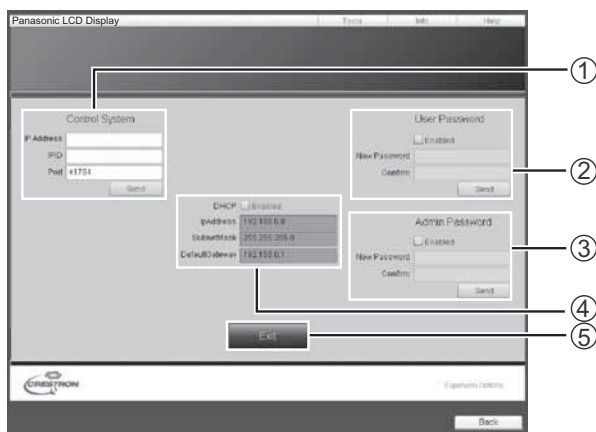 Panasonic LCD Display
Tools Info Help
①
Control System
IP Address
IPID
Port 41794
Send
User Password
Enabled
New Password
Confirm
Send
②
DHCP Enabled
IpAddress 192.168.0.8
SubnetMask 255.255.255.0
DefaultGateway 192.168.0.1
Admin Password
Enabled
New Password
Confirm
Send
③
④
Exit
⑤
CRESTRON
Expansion Options
Back